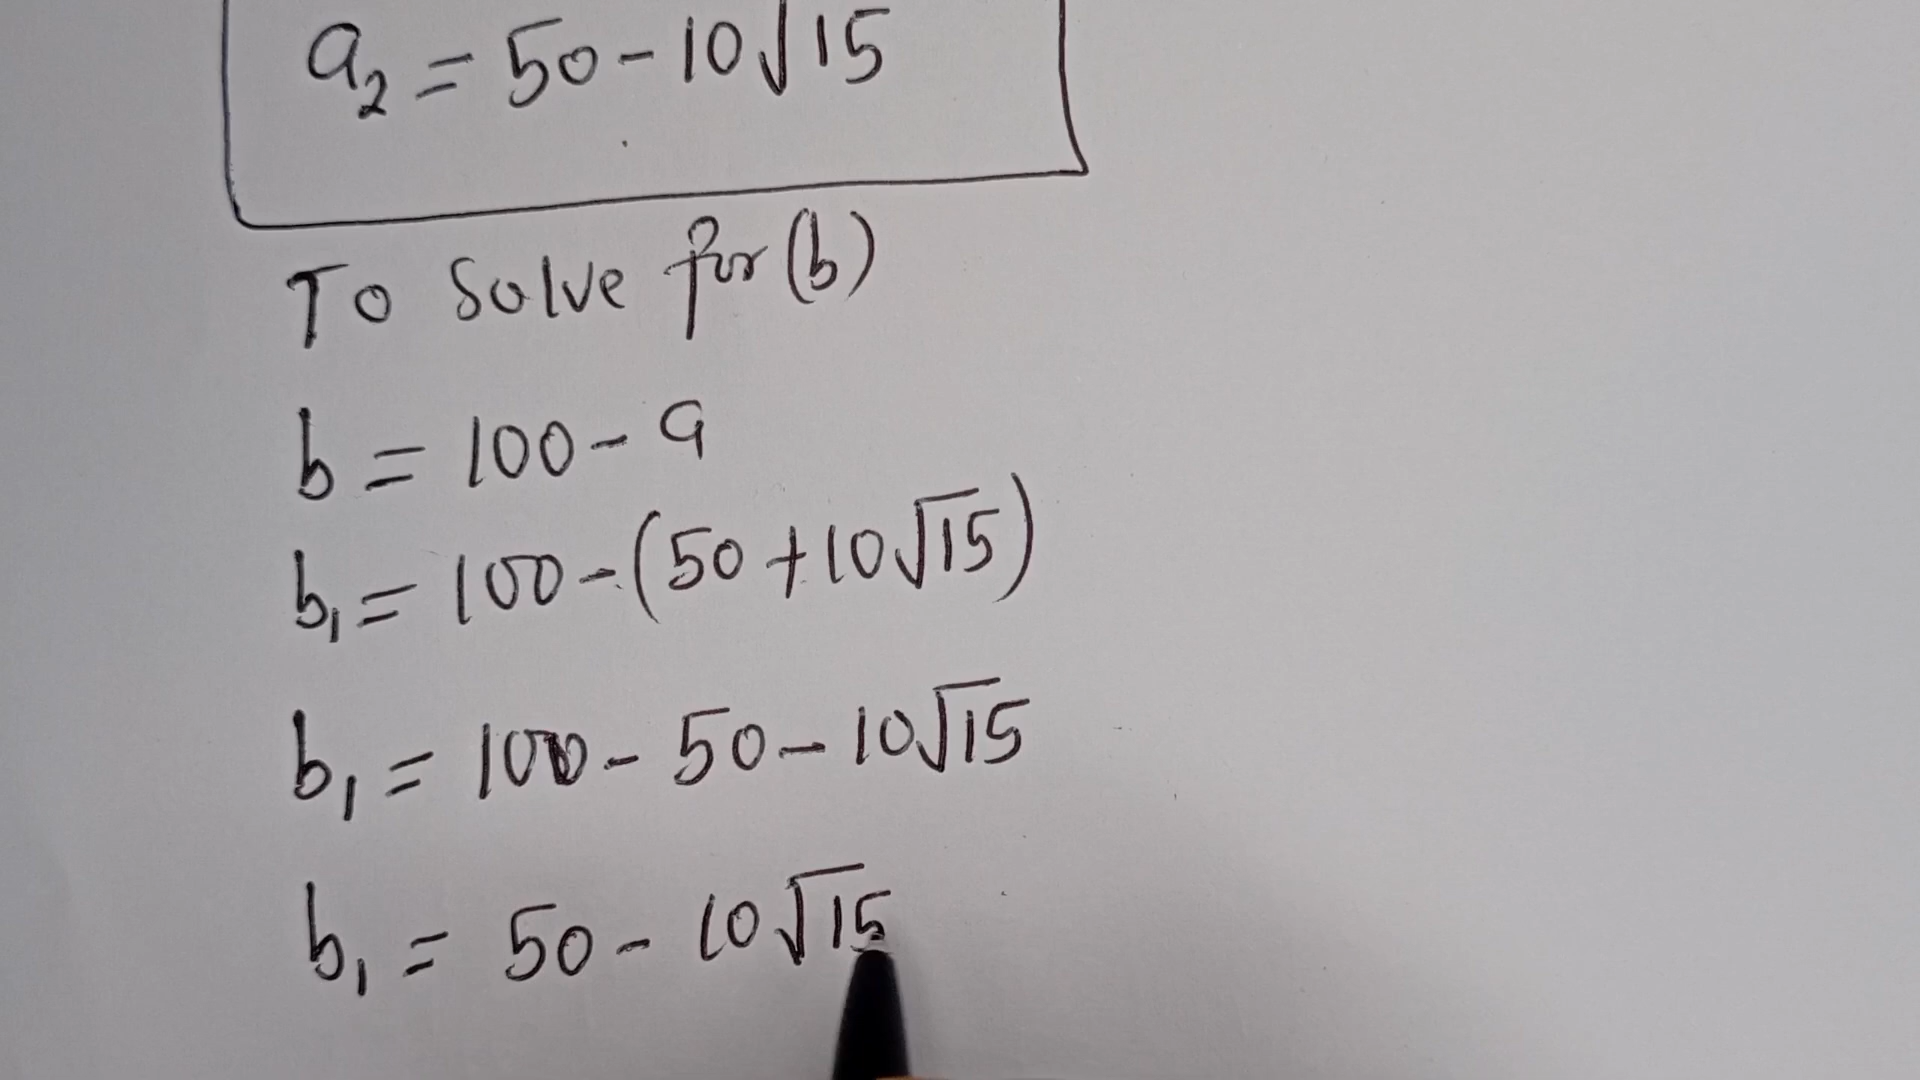 a₂ = 50 - 10√15
To Solve for (b)
b = 100 - a
b₁ = 100 - (50 + 10√15)
b₁ = 100 - 50 - 10√15
b₁ = 50 - 10√15